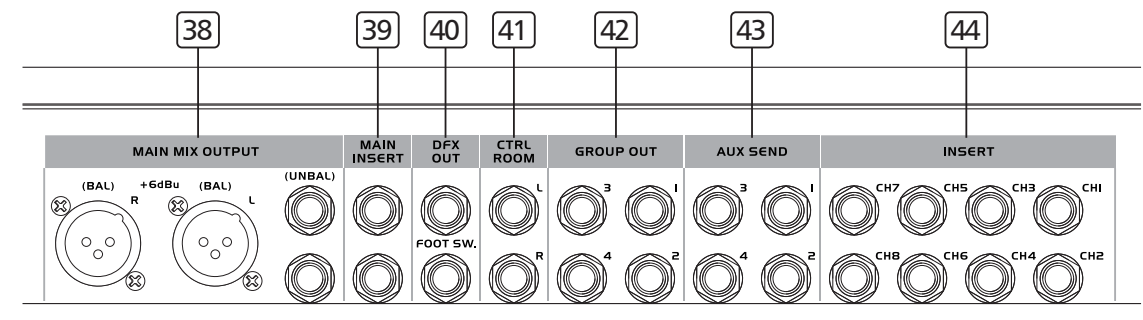 38 39 40 41 42 43 44
MAIN MIX OUTPUT
MAIN
INSERT
DFX
OUT
CTRL
ROOM
GROUP OUT
AUX SEND
INSERT
(BAL) +6dBu (BAL) (UNBAL)
R L
L 3 1 3 1 CH7 CH5 CH3 CH1
FOOT SW.
R 4 2 4 2 CH8 CH6 CH4 CH2